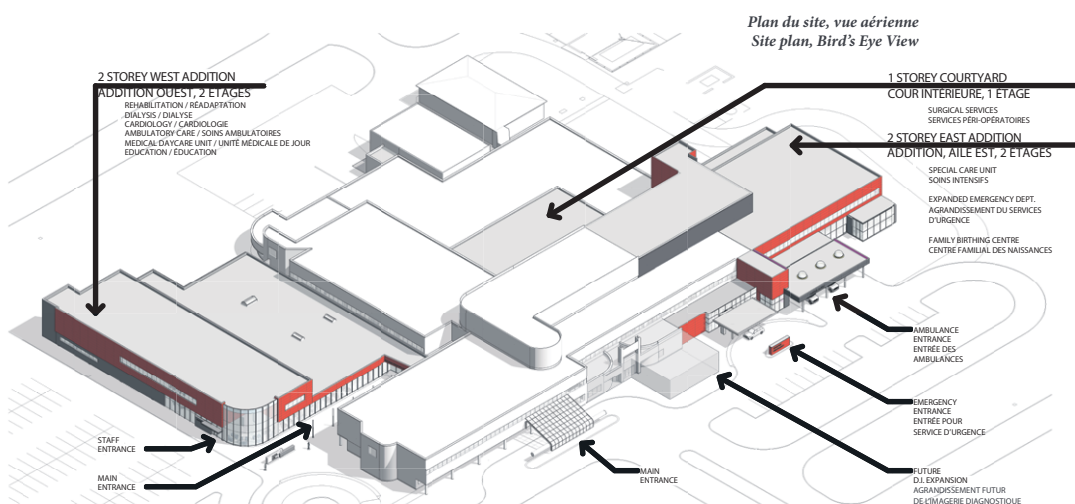 Plan du site, vue aérienne
Site plan, Bird's Eye View
2 STOREY WEST ADDITION
ADDITION OUEST, 2 ÉTAGES
REHABILITATION / RÉADAPTATION
DIALYSIS / DIALYSE
CARDIOLOGY / CARDIOLOGIE
AMBULATORY CARE / SOINS AMBULATOIRES
MEDICAL DAYCARE UNIT / UNITÉ MÉDICALE DE JOUR
EDUCATION / ÉDUCATION
1 STOREY COURTYARD
COUR INTÉRIEURE, 1 ÉTAGE
SURGICAL SERVICES
SERVICES PÉRI-OPÉRATOIRES
2 STOREY EAST ADDITION
ADDITION, AILE EST, 2 ÉTAGES
SPECIAL CARE UNIT
SOINS INTENSIFS
EXPANDED EMERGENCY DEPT.
AGRANDISSEMENT DU SERVICES
D'URGENCE
FAMILY BIRTHING CENTRE
CENTRE FAMILIAL DES NAISSANCES
AMBULANCE
ENTRANCE
ENTRÉE DES
AMBULANCES
EMERGENCY
ENTRANCE
ENTRÉE POUR
SERVICE D'URGENCE
STAFF
ENTRANCE
MAIN
ENTRANCE
MAIN
ENTRANCE
FUTURE
D.I. EXPANSION
AGRANDISSEMENT FUTUR
DE L'IMAGERIE DIAGNOSTIQUE